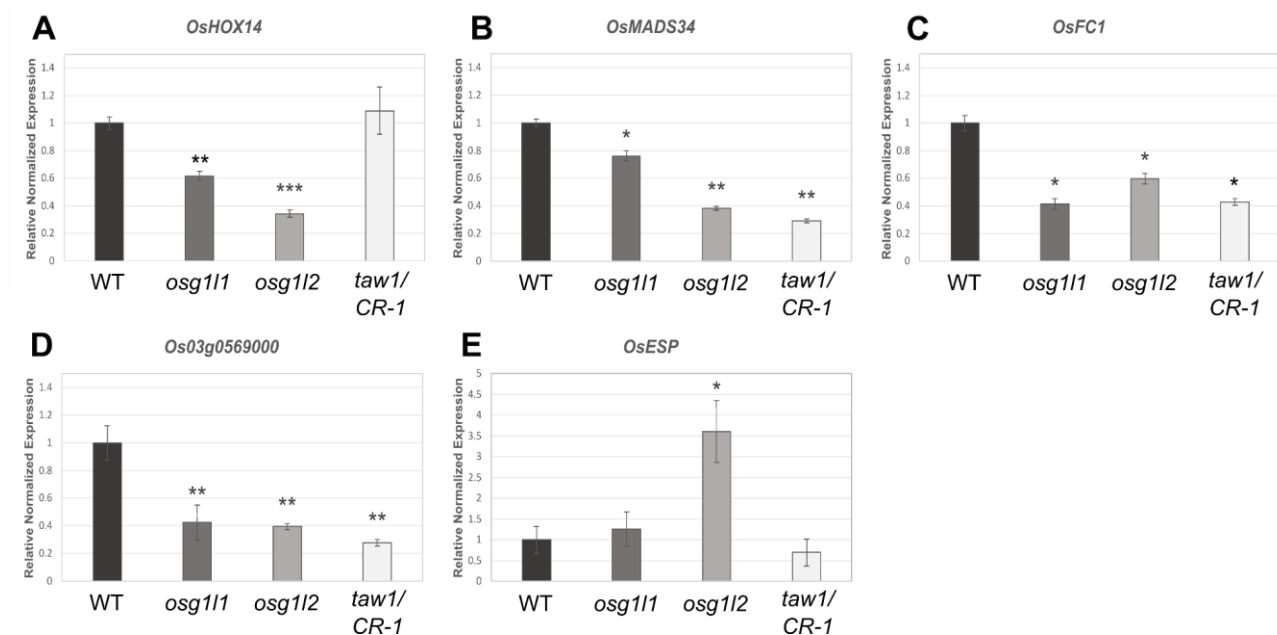 A
OsHOX14
Relative Normalized Expression
1.4
1.2
1
0.8
0.6
0.4
0.2
0
**
***
WT
osg1l1
osg1l2
taw1/
CR-1
B
OsMADS34
Relative Normalized Expression
1.4
1.2
1
0.8
0.6
0.4
0.2
0
*
**
**
WT
osg1l1
osg1l2
taw1/
CR-1
C
OsFC1
Relative Normalized Expression
1.4
1.2
1
0.8
0.6
0.4
0.2
0
*
*
*
WT
osg1l1
osg1l2
taw1/
CR-1
D
Os03g0569000
Relative Normalized Expression
1.4
1.2
1
0.8
0.6
0.4
0.2
0
**
**
**
WT
osg1l1
osg1l2
taw1/
CR-1
E
OsESP
Relative Normalized Expression
5
4.5
4
3.5
3
2.5
2
1.5
1
0.5
0
*
WT
osg1l1
osg1l2
taw1/
CR-1